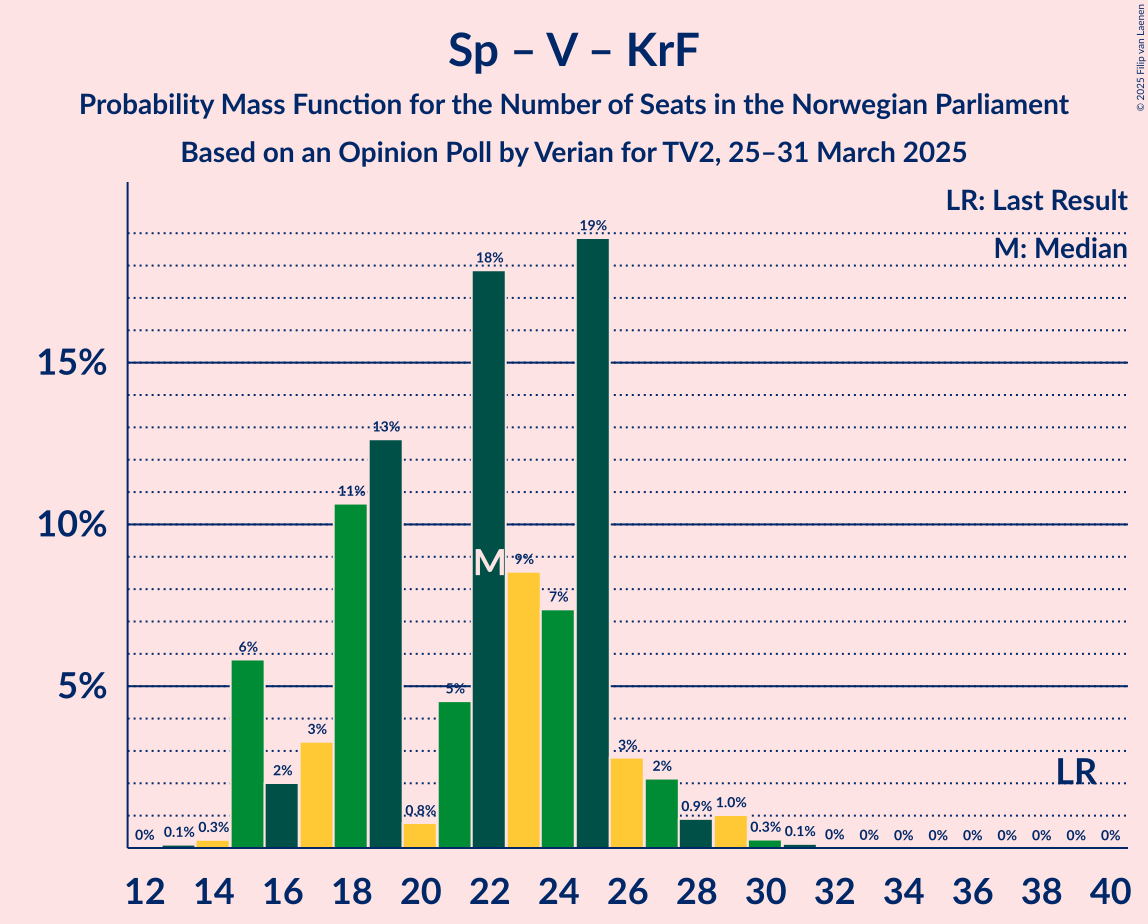 Sp – V – KrF
Probability Mass Function for the Number of Seats in the Norwegian Parliament
Based on an Opinion Poll by Verian for TV2, 25–31 March 2025
© 2025 Filip van Laenen
LR: Last Result
M: Median
15%
10%
5%
0% 0.1% 0.3% 6% 2% 3% 11% 13% 0.8% 5% 18% 9% 7% 19% 3% 2% 0.9% 1.0% 0.3% 0.1% 0% 0% 0% 0% 0% 0% 0% 0% 0%
M
LR
12 14 16 18 20 22 24 26 28 30 32 34 36 38 40